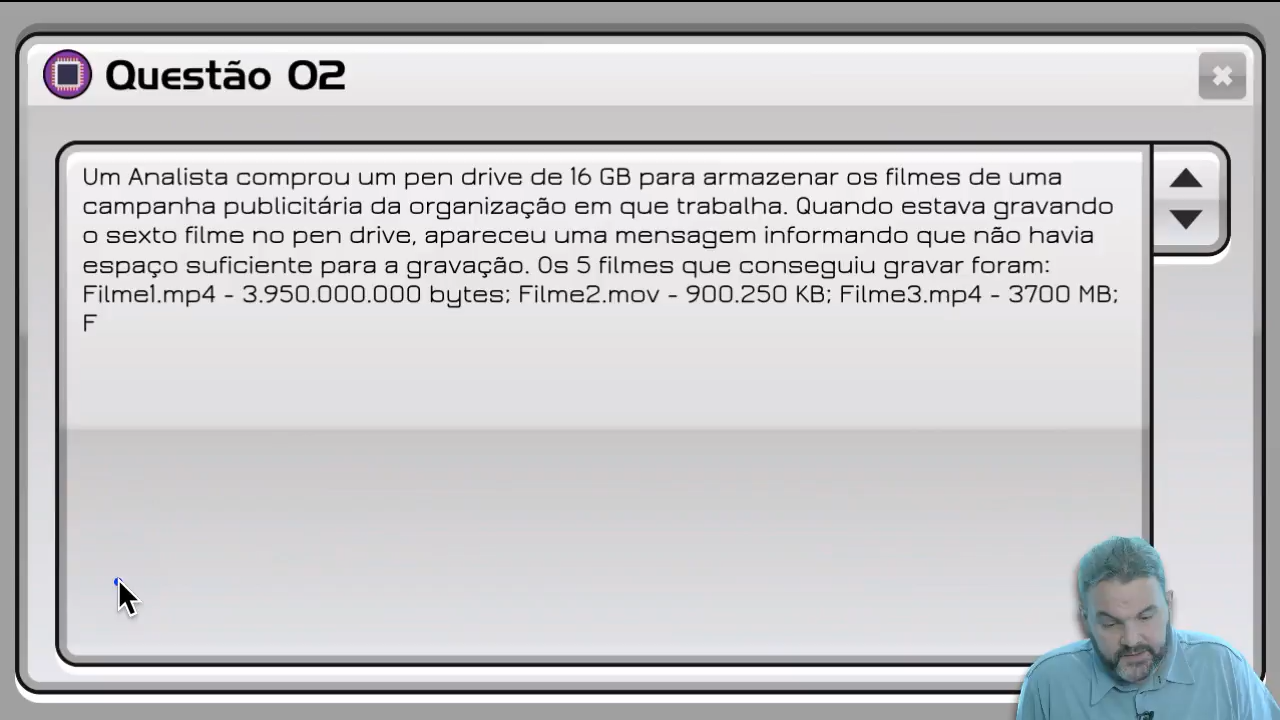 Questão 02
Um Analista comprou um pen drive de 16 GB para armazenar os filmes de uma
campanha publicitária da organização em que trabalha. Quando estava gravando
o sexto filme no pen drive, apareceu uma mensagem informando que não havia
espaço suficiente para a gravação. Os 5 filmes que conseguiu gravar foram:
Filme1.mp4 - 3.950.000.000 bytes; Filme2.mov - 900.250 KB; Filme3.mp4 - 3700 MB;
F